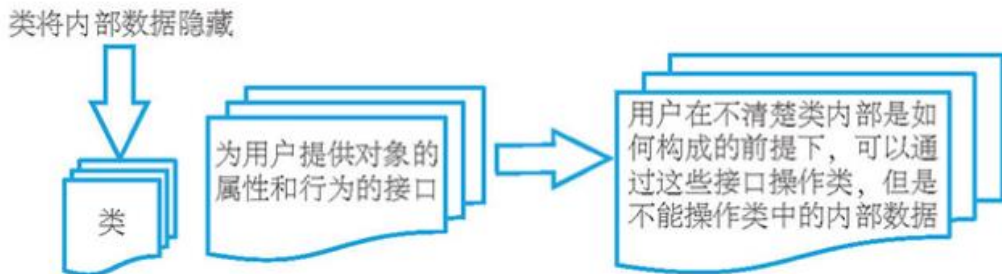 类将内部数据隐藏
类
为用户提供对象的
属性和行为的接口
用户在不清楚类内部是如
何构成的前提下，可以通
过这些接口操作类，但是
不能操作类中的内部数据